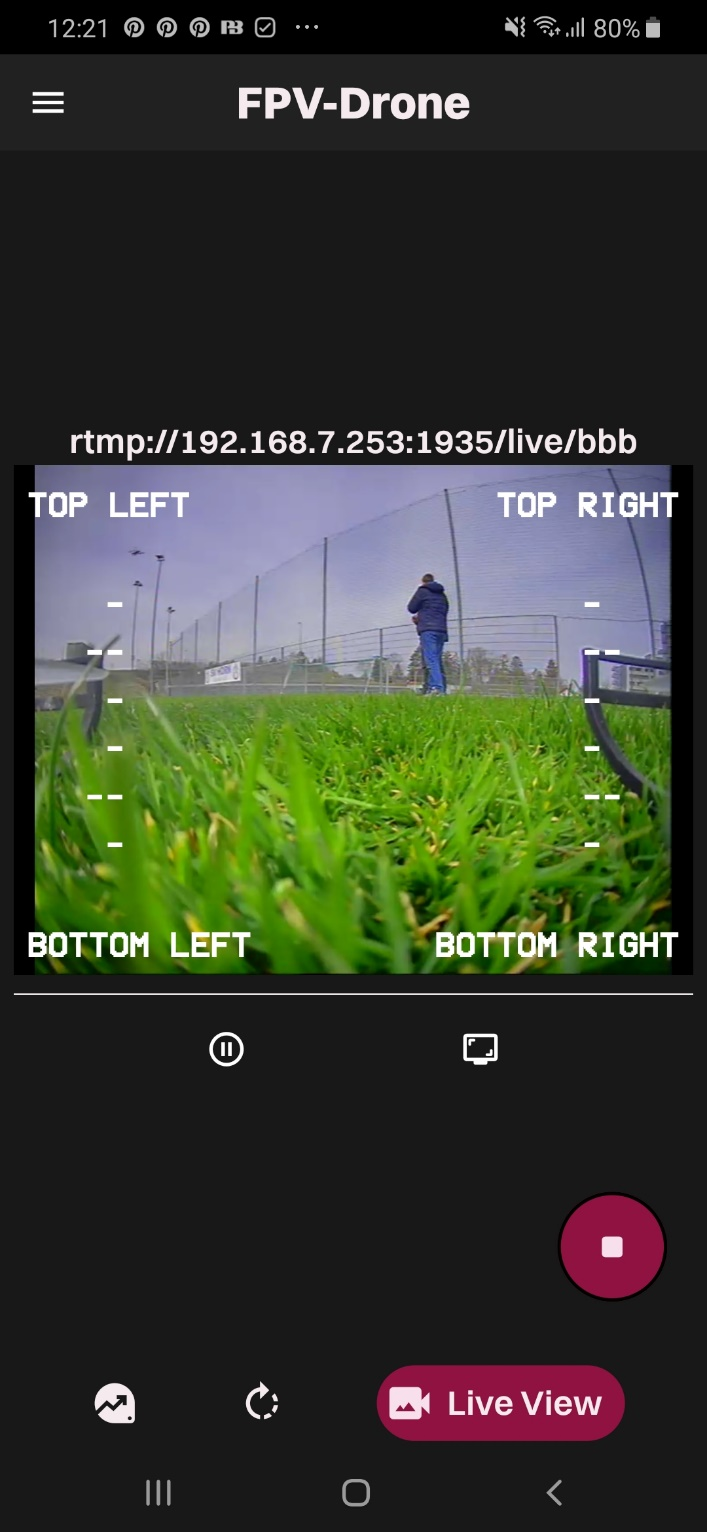 12:21 80%
FPV-Drone
rtmp://192.168.7.253:1935/live/bbb
TOP LEFT TOP RIGHT
BOTTOM LEFT BOTTOM RIGHT
Live View